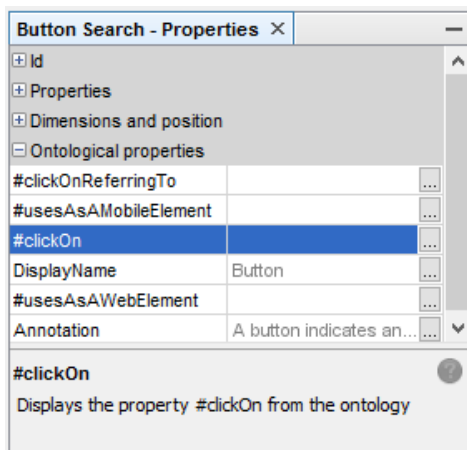 Button Search - Properties ×
Id
Properties
Dimensions and position
Ontological properties
#clickOnReferringTo ...
#usesAsAMobileElement ...
#clickOn ...
DisplayName Button ...
#usesAsAWebElement ...
Annotation A button indicates an... ...
#clickOn ?
Displays the property #clickOn from the ontology